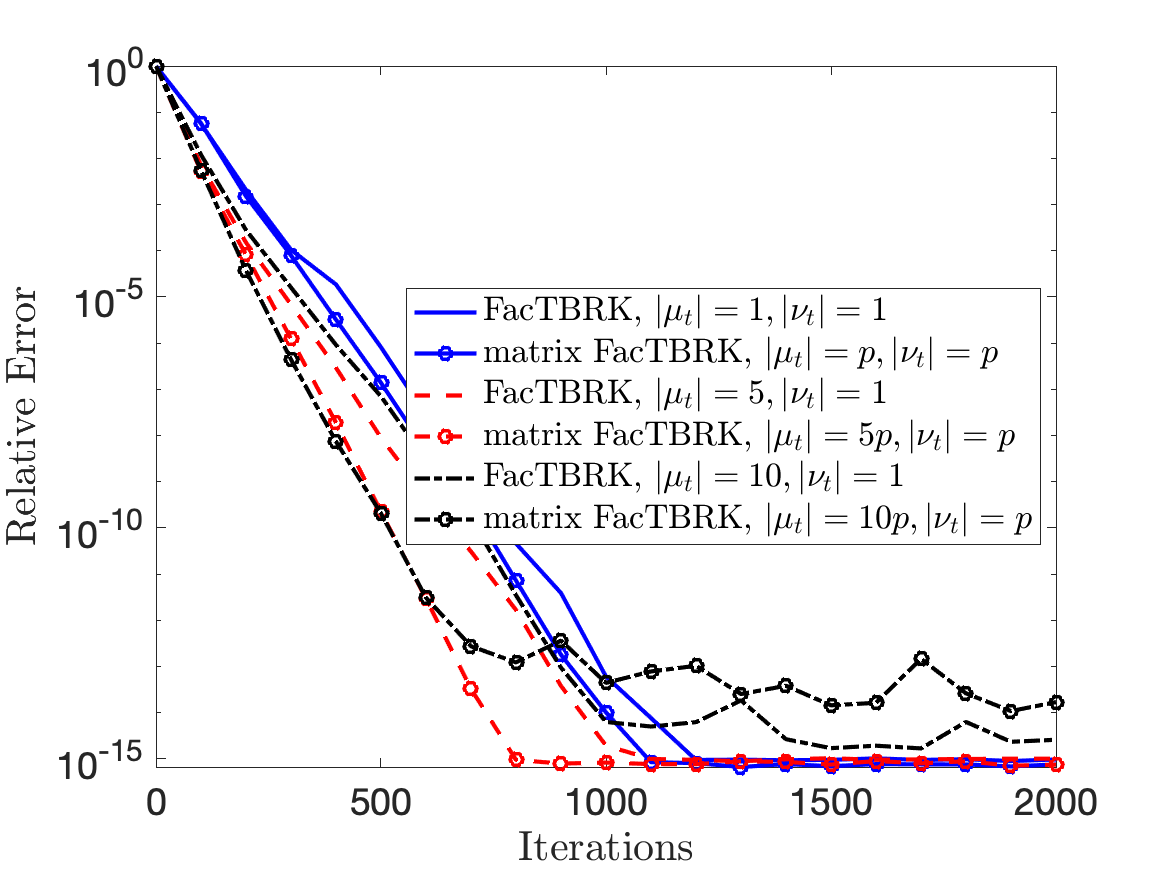 10^0
10^-5
10^-10
10^-15
Relative Error
FacTBRK, |μ_t| = 1, |ν_t| = 1
matrix FacTBRK, |μ_t| = p, |ν_t| = p
FacTBRK, |μ_t| = 5, |ν_t| = 1
matrix FacTBRK, |μ_t| = 5p, |ν_t| = p
FacTBRK, |μ_t| = 10, |ν_t| = 1
matrix FacTBRK, |μ_t| = 10p, |ν_t| = p
0 500 1000 1500 2000
Iterations